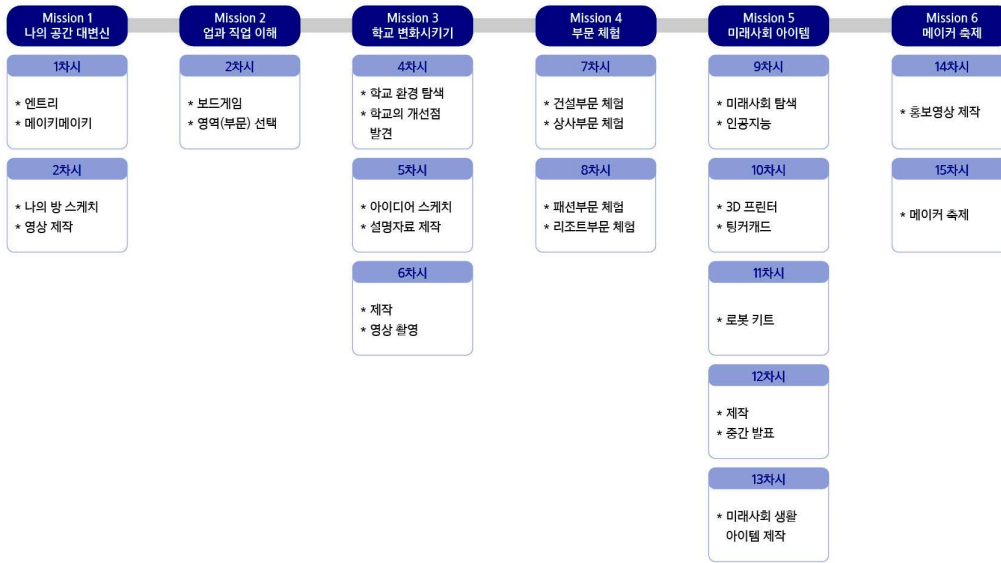 Mission 1
나의 공간 대변신
1차시
* 엔트리
* 메이키메이키
2차시
* 나의 방 스케치
* 영상 제작
Mission 2
업과 직업 이해
2차시
* 보드게임
* 영역(부문) 선택
Mission 3
학교 변화시키기
4차시
* 학교 환경 탐색
* 학교의 개선점
발견
5차시
* 아이디어 스케치
* 설명자료 제작
6차시
* 제작
* 영상 촬영
Mission 4
부문 체험
7차시
* 건설부문 체험
* 상사부문 체험
8차시
* 패션부문 체험
* 리조트부문 체험
Mission 5
미래사회 아이템
9차시
* 미래사회 탐색
* 인공지능
10차시
* 3D 프린터
* 팅커캐드
11차시
* 로봇 키트
12차시
* 제작
* 중간 발표
13차시
* 미래사회 생활
아이템 제작
Mission 6
메이커 축제
14차시
* 홍보영상 제작
15차시
* 메이커 축제